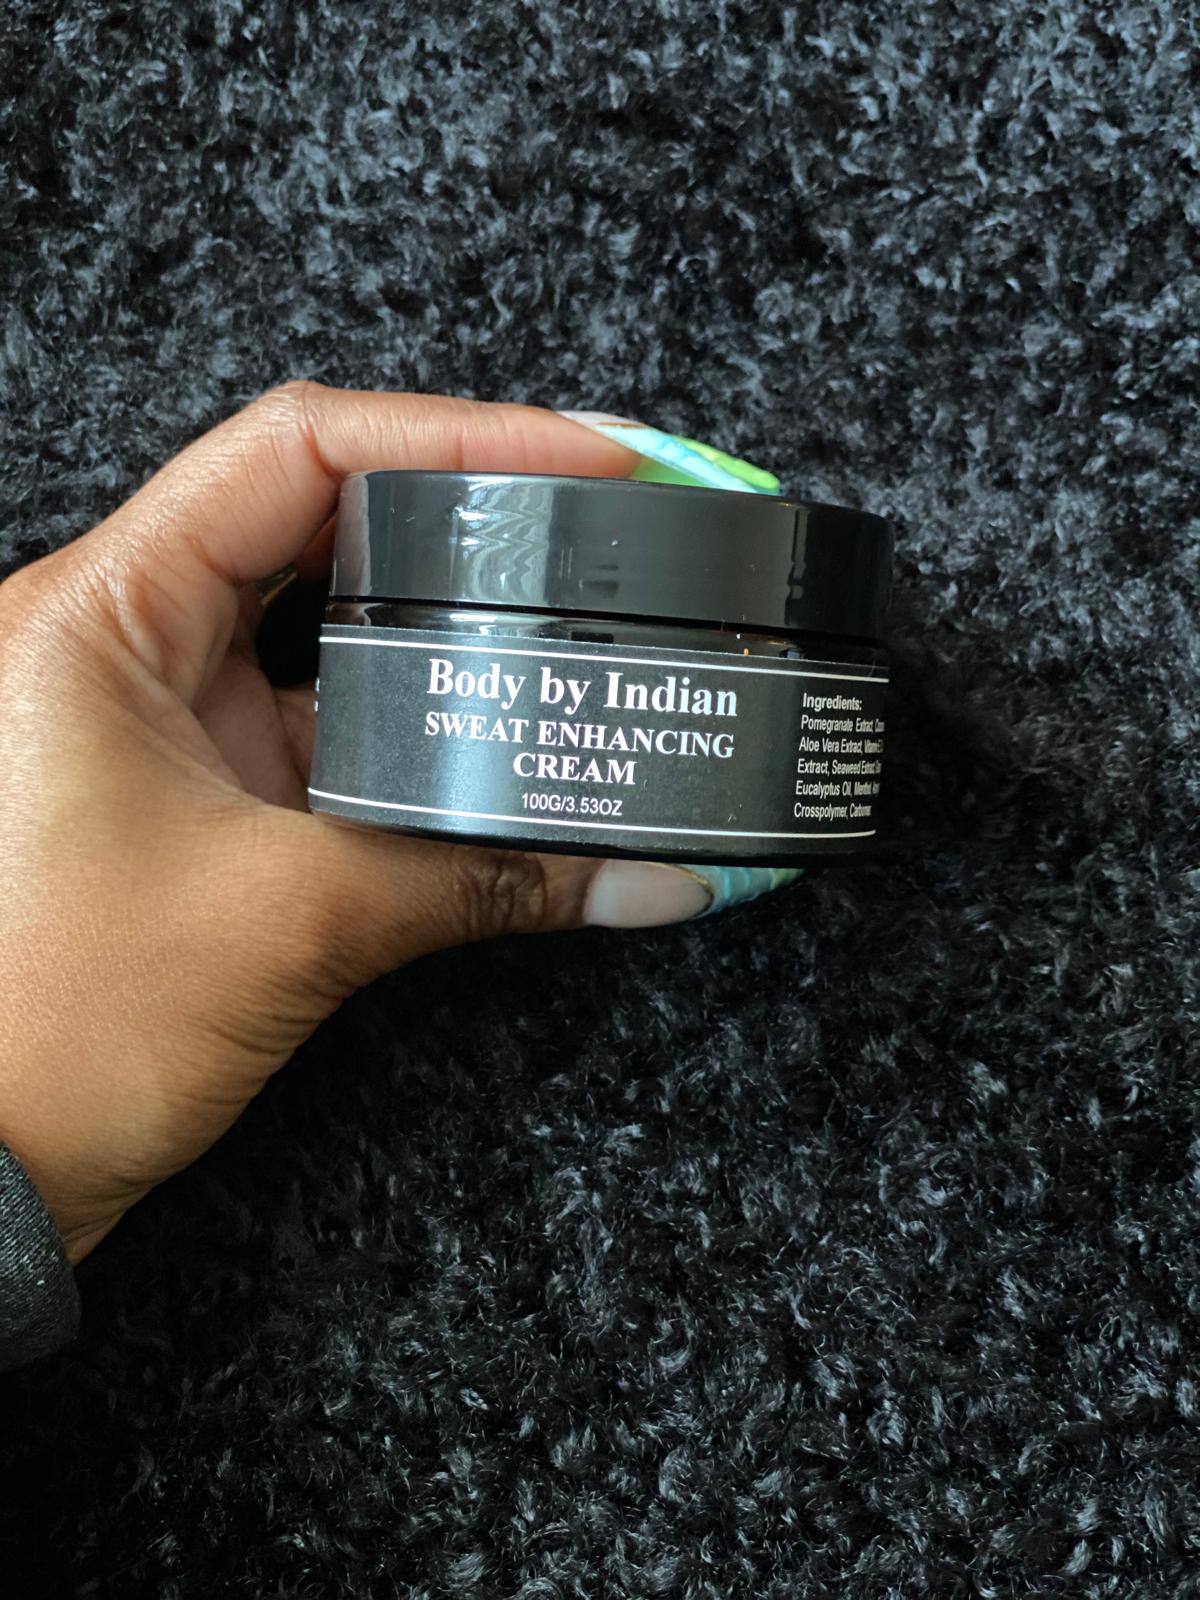 Body by Indian
SWEAT ENHANCING
CREAM
100G/3.53OZ
Ingredients:
Pomegranate Extract,
Aloe Vera Extract,
Extract, Seaweed Extract
Eucalyptus Oil, Menthol
Crosspolymer, Carbomer